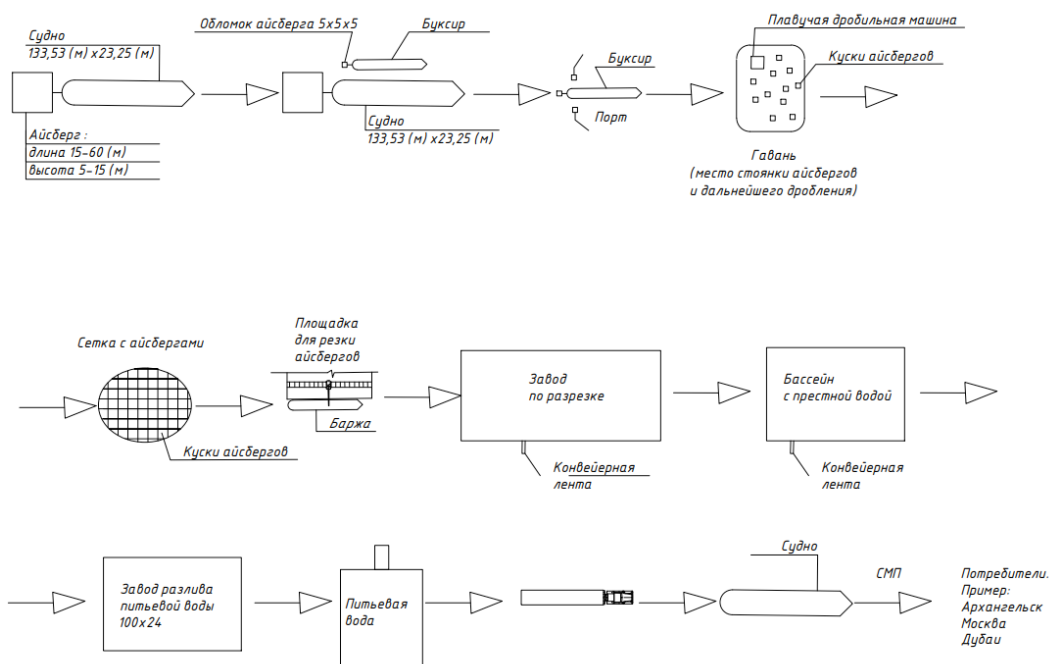 Судно
133,53 (м) х23,25 (м)
Айсберг :
длина 15-60 (м)
высота 5-15 (м)
Обломок айсберга 5х5х5
Буксир
Судно
133,53 (м) х23,25 (м)
Буксир
Порт
Плавучая дробильная машина
Куски айсбергов
Гавань
(место стоянки айсбергов
и дальнейшего дробления)
Сетка с айсбергами
Куски айсбергов
Площадка
для резки
айсбергов
Баржа
Завод
по разрезке
Конвейерная
лента
Бассейн
с престной водой
Конвейерная
лента
Завод разлива
питьевой воды
100х24
Питьевая
вода
Судно
СМП
Потребители:
Пример:
Архангельск
Москва
Дубаи